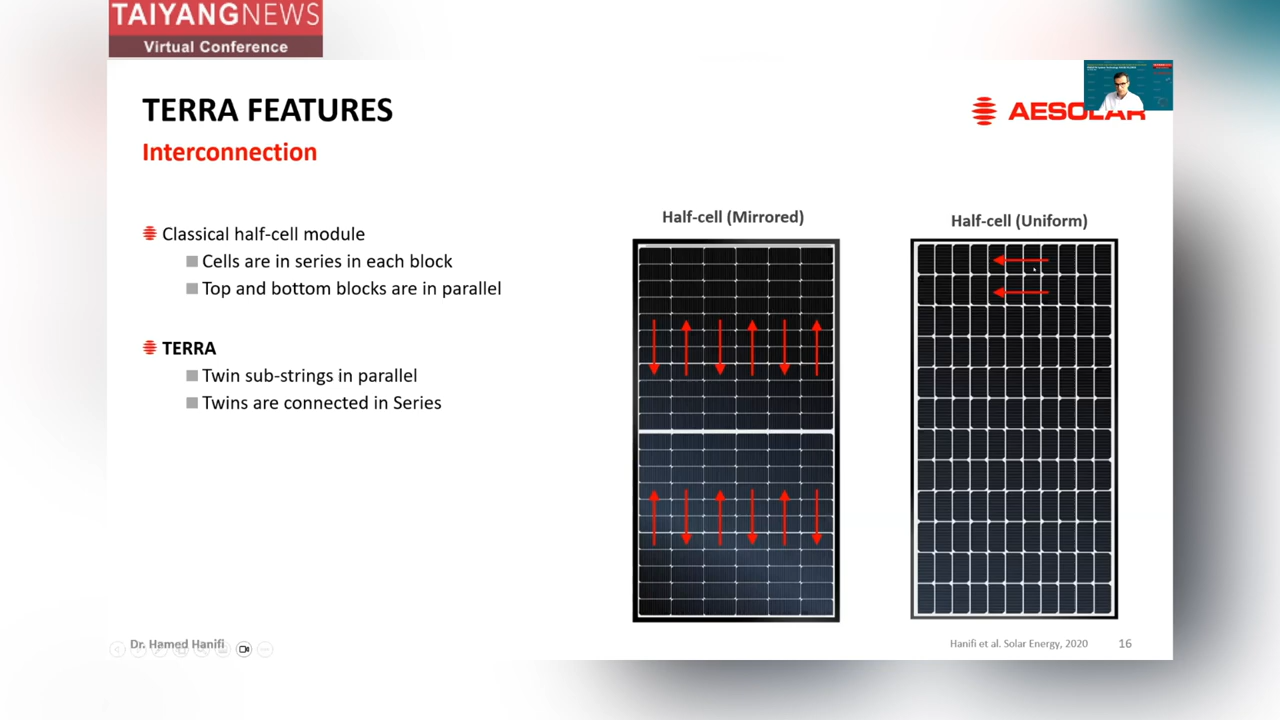 TAIYANGNEWS
Virtual Conference
TERRA FEATURES
AESOLAR
Interconnection
Classical half-cell module
Cells are in series in each block
Top and bottom blocks are in parallel
TERRA
Twin sub-strings in parallel
Twins are connected in Series
Half-cell (Mirrored)
Half-cell (Uniform)
Dr. Hamed Hanifi
Hanifi et al. Solar Energy, 2020
16